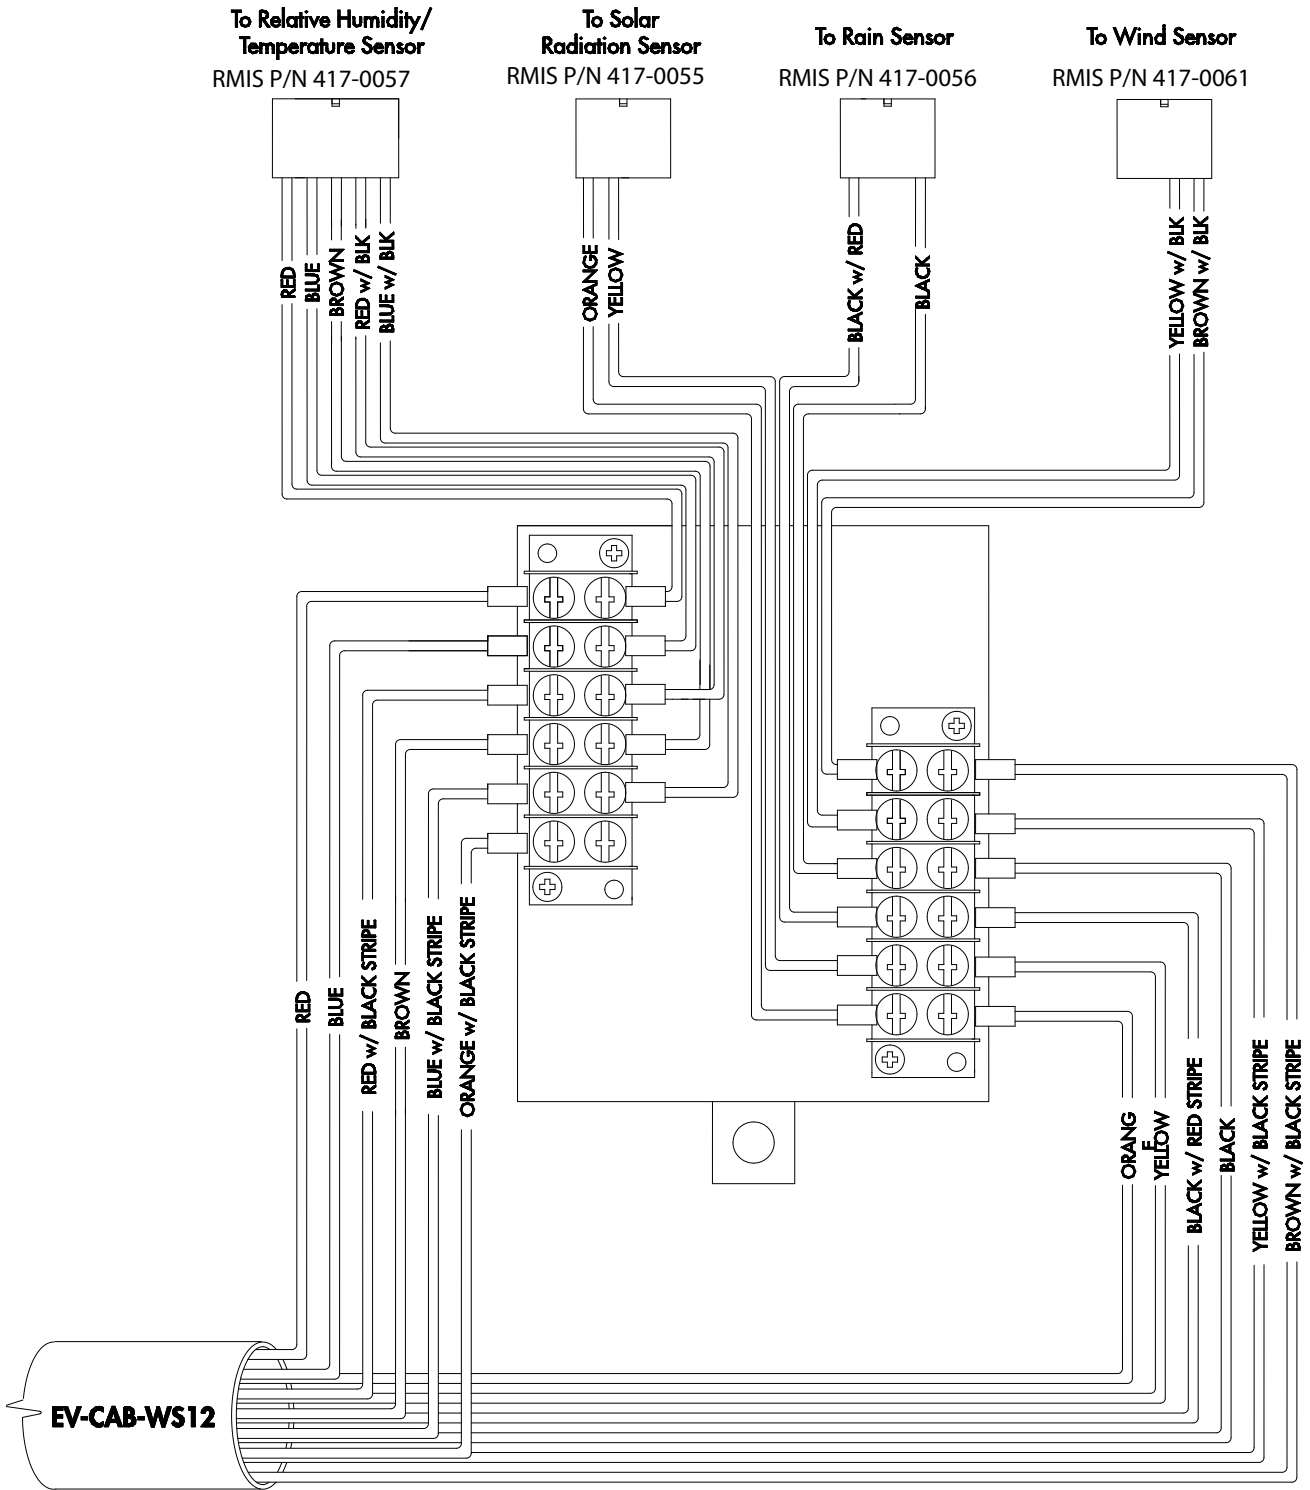 To Relative Humidity/
Temperature Sensor
RMIS P/N 417-0057
To Solar
Radiation Sensor
RMIS P/N 417-0055
To Rain Sensor
RMIS P/N 417-0056
To Wind Sensor
RMIS P/N 417-0061
RED
BLUE
BROWN
RED w/ BLK
BLUE w/ BLK
ORANGE
YELLOW
BLACK w/ RED
BLACK
YELLOW w/ BLK
BROWN w/ BLK
RED
BLUE
RED w/ BLACK STRIPE
BROWN
BLUE w/ BLACK STRIPE
ORANGE w/ BLACK STRIPE
ORANG
E
YELLOW
BLACK w/ RED STRIPE
BLACK
YELLOW w/ BLACK STRIPE
BROWN w/ BLACK STRIPE
EV-CAB-WS12